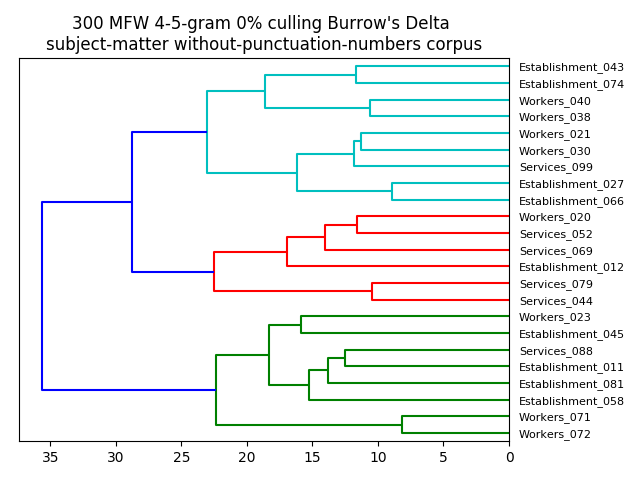 300 MFW 4-5-gram 0% culling Burrow's Delta
subject-matter without-punctuation-numbers corpus
Establishment_043
Establishment_074
Workers_040
Workers_038
Workers_021
Workers_030
Services_099
Establishment_027
Establishment_066
Workers_020
Services_052
Services_069
Establishment_012
Services_079
Services_044
Workers_023
Establishment_045
Services_088
Establishment_011
Establishment_081
Establishment_058
Workers_071
Workers_072
35 30 25 20 15 10 5 0